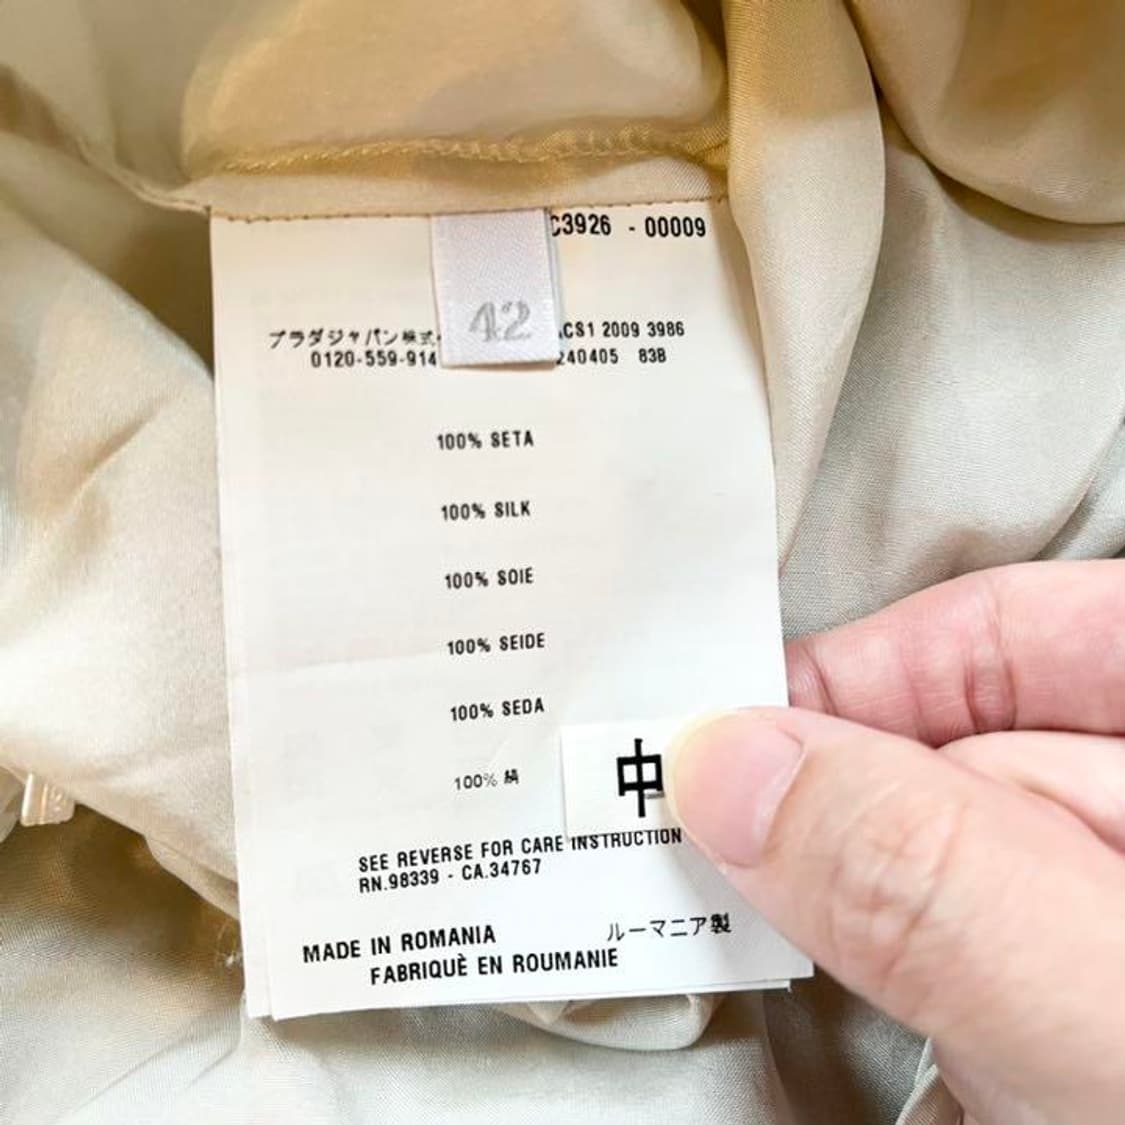 C3926 - 00009
42
プラダジャパン株式 CS1 2009 3986
0120-559-914 240405 83B
100% SETA
100% SILK
100% SOIE
100% SEIDE
100% SEDA
100% 絹
中
SEE REVERSE FOR CARE INSTRUCTION
RN.98339 - CA.34767
MADE IN ROMANIA ルーマニア製
FABRIQUÈ EN ROUMANIE